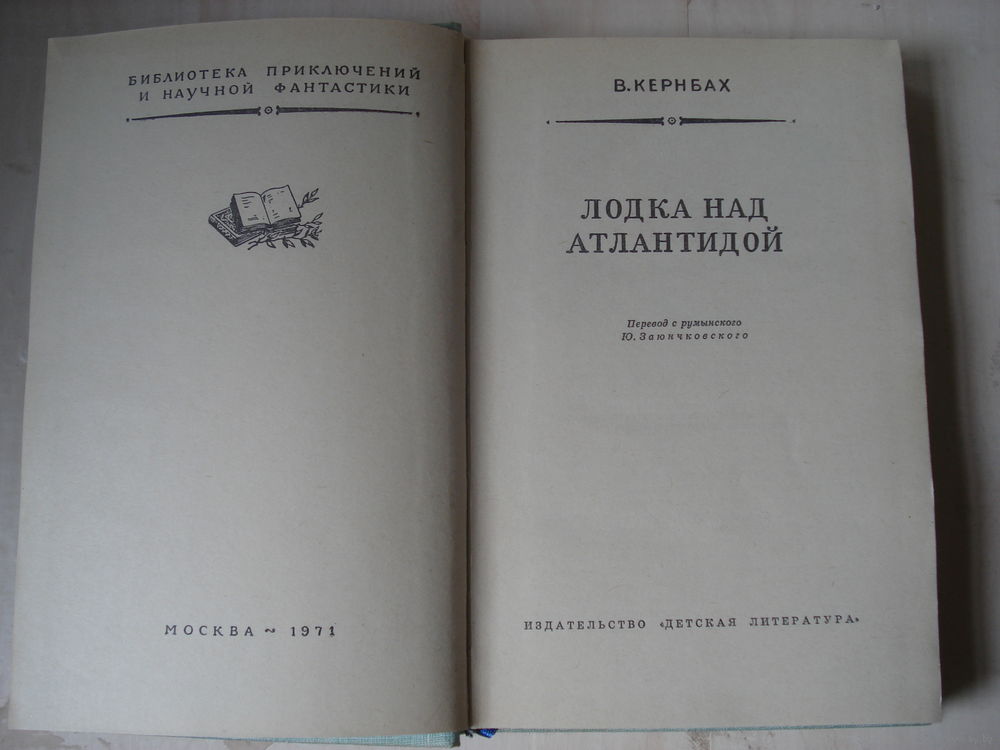 БИБЛИОТЕКА ПРИКЛЮЧЕНИЙ
И НАУЧНОЙ ФАНТАСТИКИ
МОСКВА ~ 1971
В. КЕРНБАХ
ЛОДКА НАД
АТЛАНТИДОЙ
Перевод с румынского
Ю. Заюнчковского
ИЗДАТЕЛЬСТВО «ДЕТСКАЯ ЛИТЕРАТУРА»